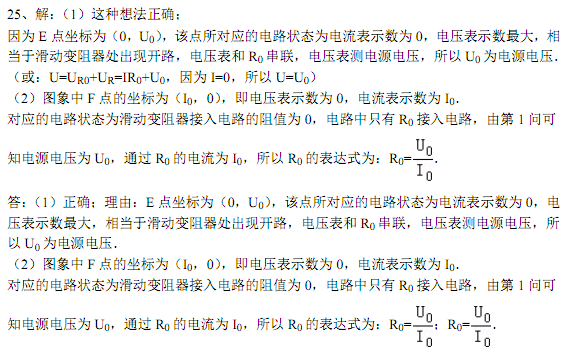 25、解：（1）这种想法正确；
因为 E 点坐标为（0，U₀），该点所对应的电路状态为电流表示数为 0，电压表示数最大，相
当于滑动变阻器处出现开路，电压表和 R₀ 串联，电压表测电源电压，所以 U₀ 为电源电压．
（或：U=U_R0+U_R=IR₀+U₀，因为 I=0，所以 U=U₀）
（2）图象中 F 点的坐标为（I₀，0），即电压表示数为 0，电流表示数为 I₀．
对应的电路状态为滑动变阻器接入电路的阻值为 0，电路中只有 R₀ 接入电路，由第 1 问可
知电源电压为 U₀，通过 R₀ 的电流为 I₀，所以 R₀ 的表达式为：R₀=U₀/I₀．
答：（1）正确；理由：E 点坐标为（0，U₀），该点所对应的电路状态为电流表示数为 0，电
压表示数最大，相当于滑动变阻器处出现开路，电压表和 R₀ 串联，电压表测电源电压，所
以 U₀ 为电源电压．
（2）图象中 F 点的坐标为（I₀，0），即电压表示数为 0，电流表示数为 I₀．
对应的电路状态为滑动变阻器接入电路的阻值为 0，电路中只有 R₀ 接入电路，由第 1 问可
知电源电压为 U₀，通过 R₀ 的电流为 I₀，所以 R₀ 的表达式为：R₀=U₀/I₀；R₀=U₀/I₀．